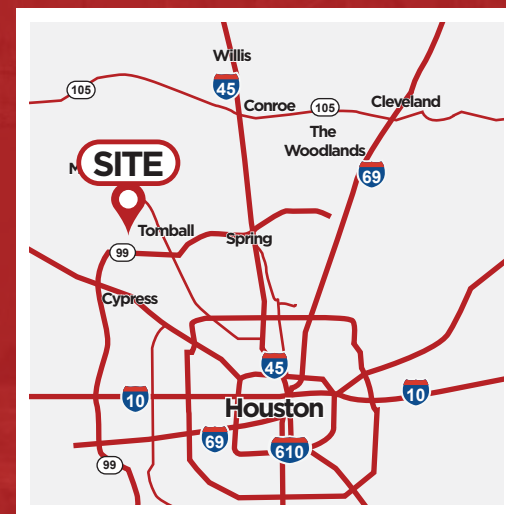 Willis
45
105
Conroe
105
Cleveland
The
Woodlands
69
SITE
Tomball
Spring
99
Cypress
45
10
10
Houston
69
610
99